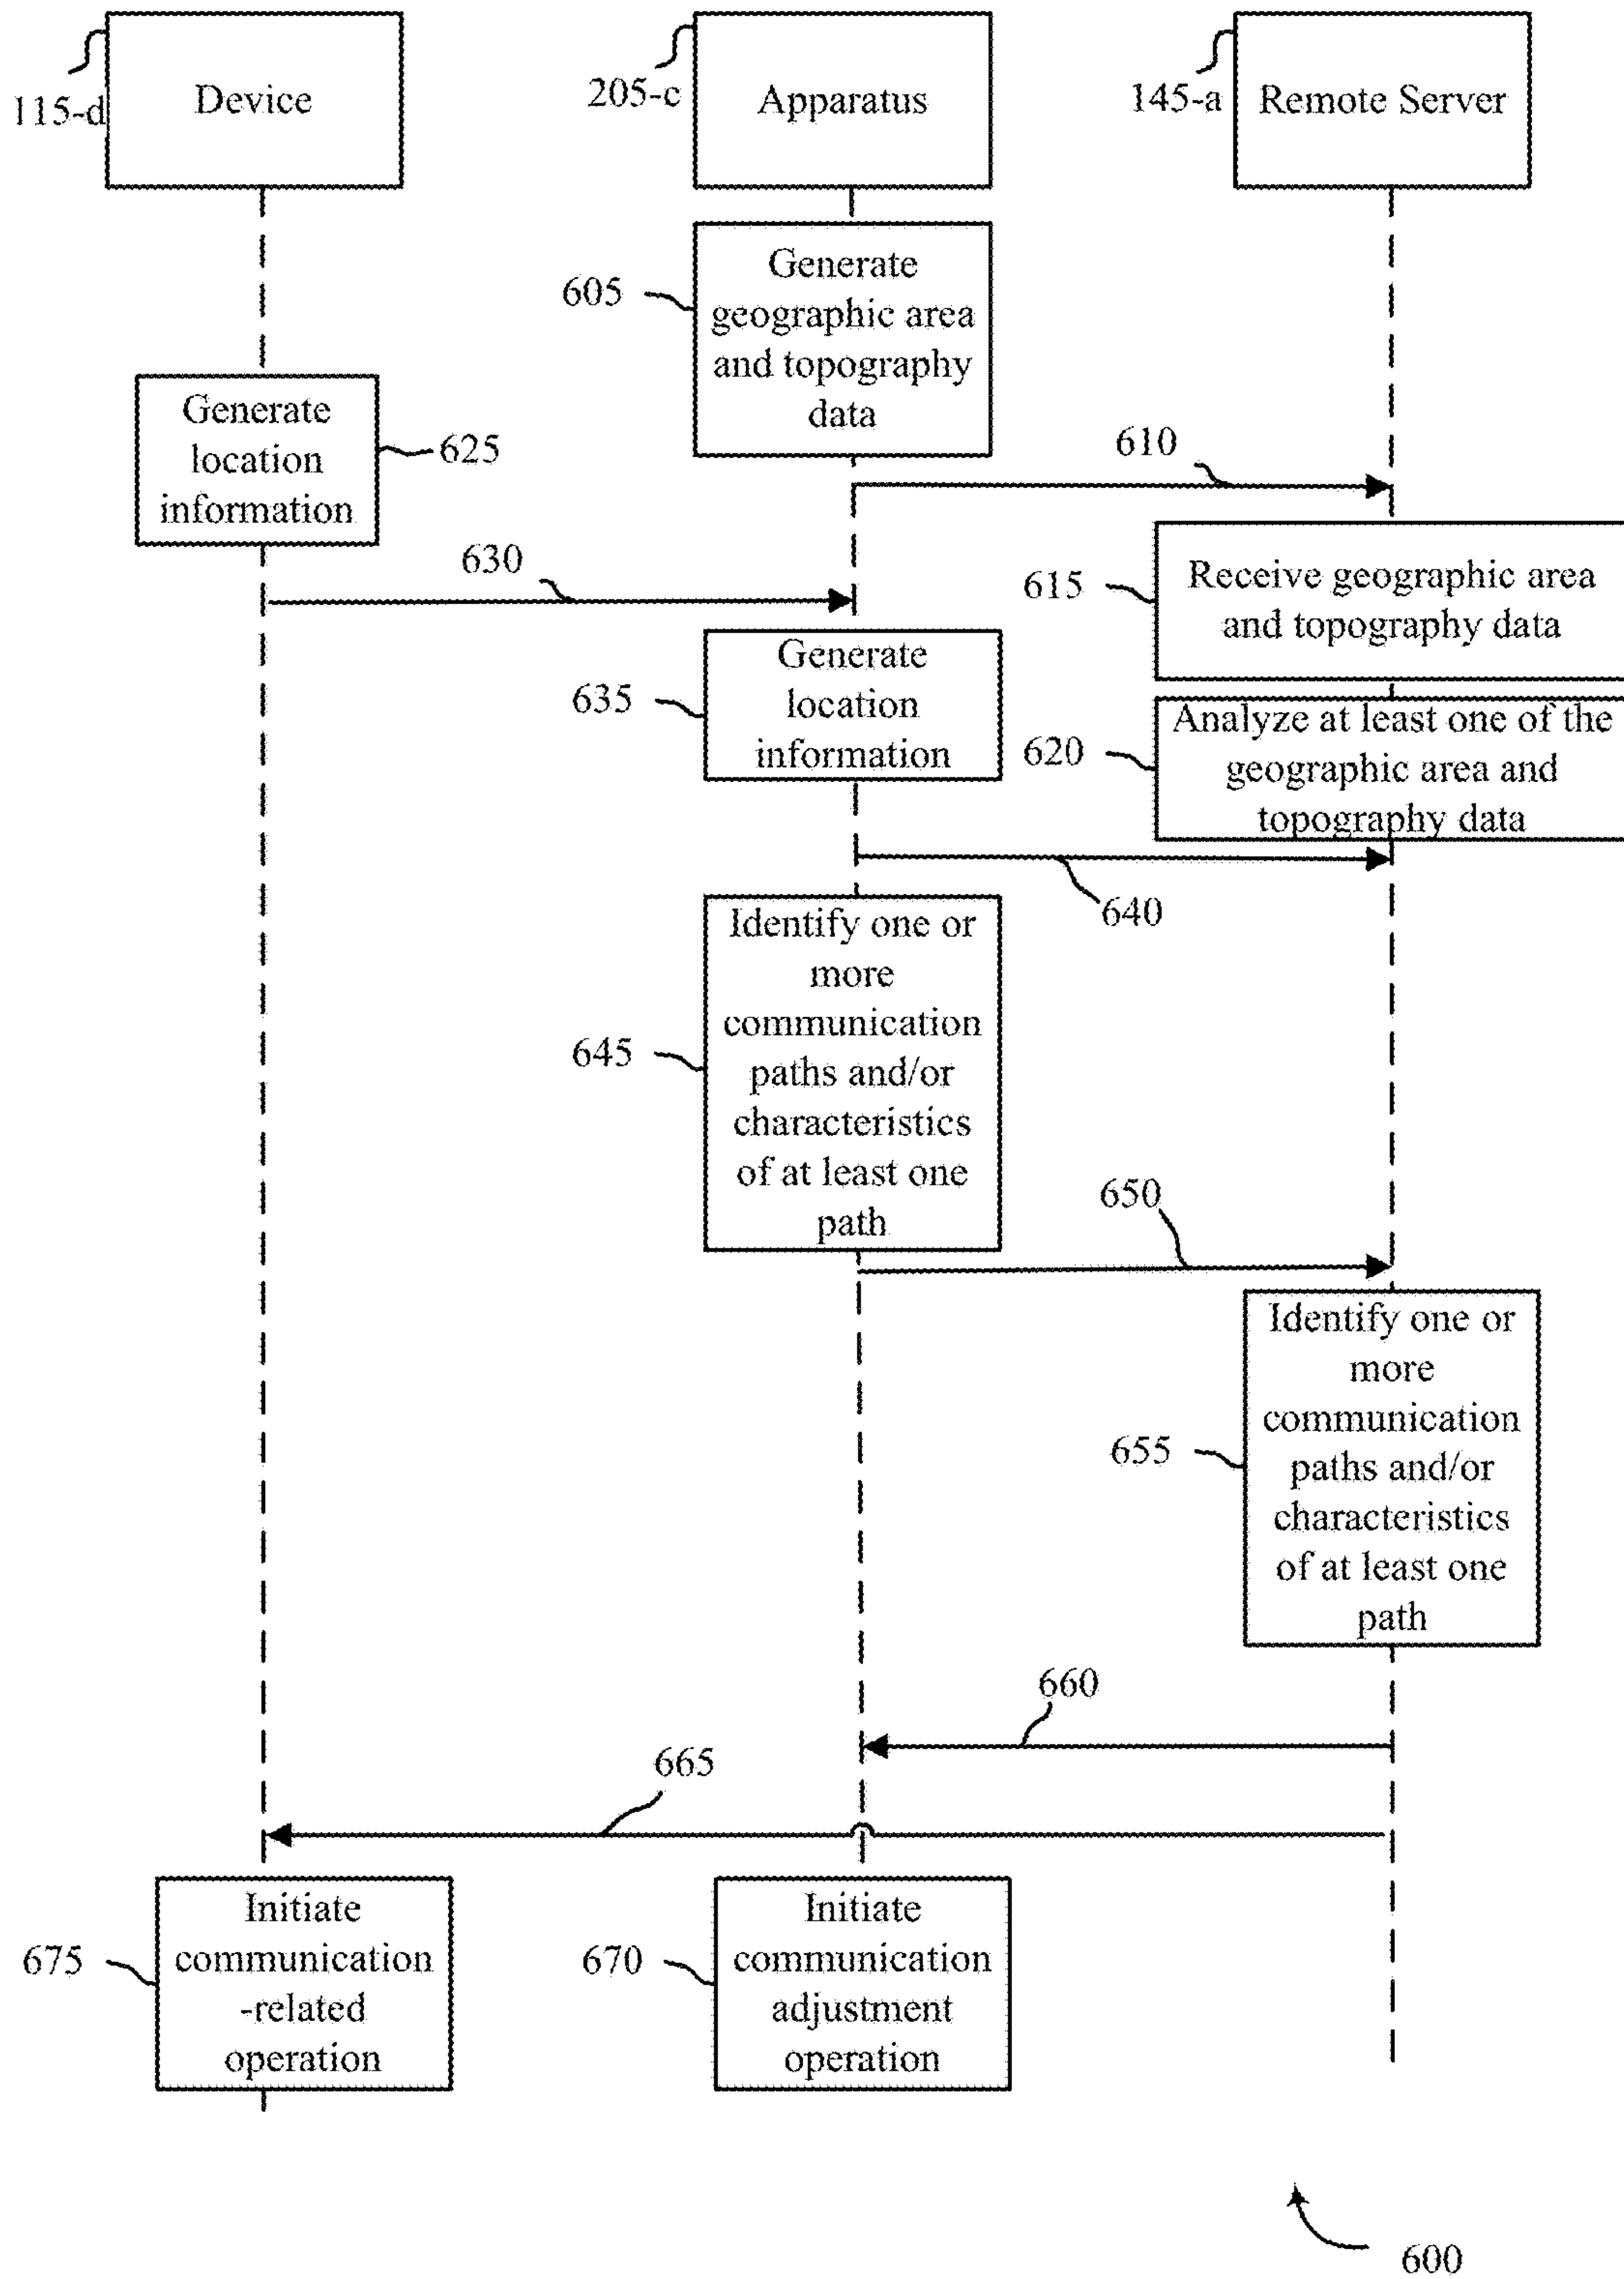 Device
115-d
Apparatus
205-c
Remote Server
145-a
605
Generate
geographic area
and topography
data
Generate
location
information
625
610
630
615
Receive geographic area
and topography data
635
Generate
location
information
620
Analyze at least one of the
geographic area and
topography data
640
645
Identify one or
more
communication
paths and/or
characteristics
of at least one
path
650
655
Identify one or
more
communication
paths and/or
characteristics
of at least one
path
660
665
675
Initiate
communication
-related
operation
670
Initiate
communication
adjustment
operation
600